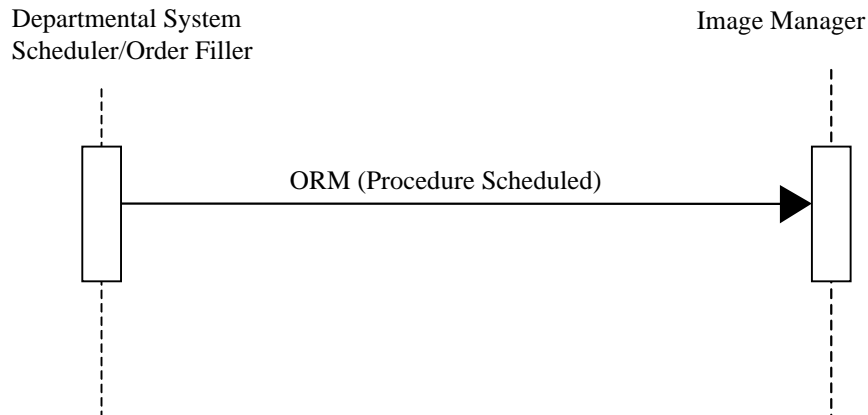 Departmental System
Scheduler/Order Filler
Image Manager
ORM (Procedure Scheduled)